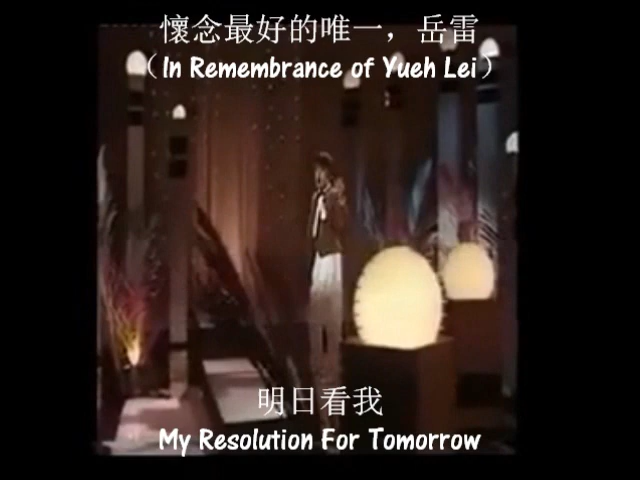 懷念最好的唯一，岳雷
（In Remembrance of Yueh Lei）
明日看我
My Resolution For Tomorrow